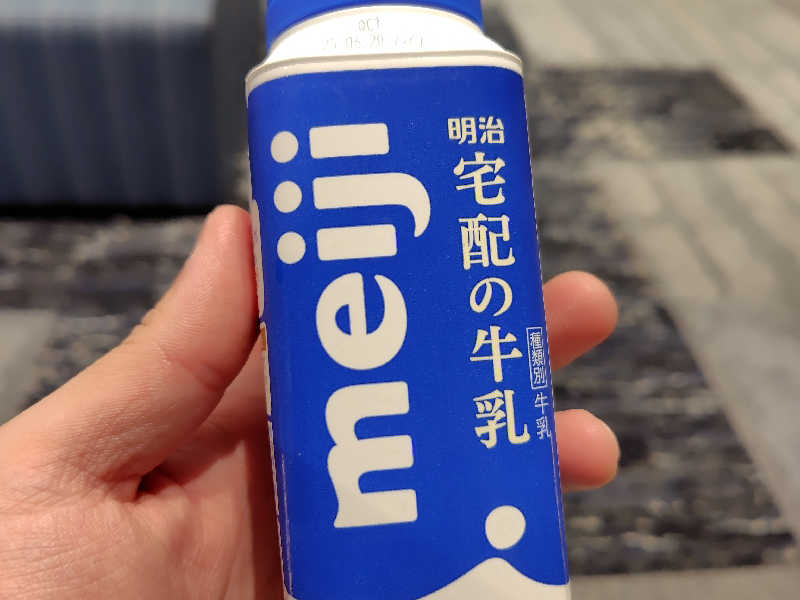 meiji
明治
宅配の牛乳
種類別 牛乳